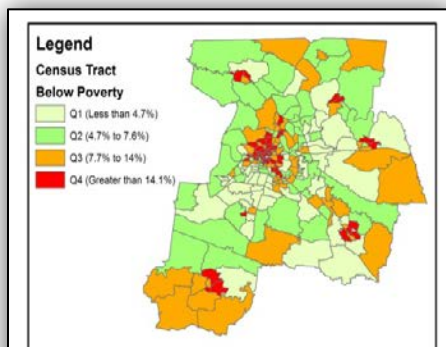 Legend
Census Tract
Below Poverty
Q1 (Less than 4.7%)
Q2 (4.7% to 7.6%)
Q3 (7.7% to 14%)
Q4 (Greater than 14.1%)